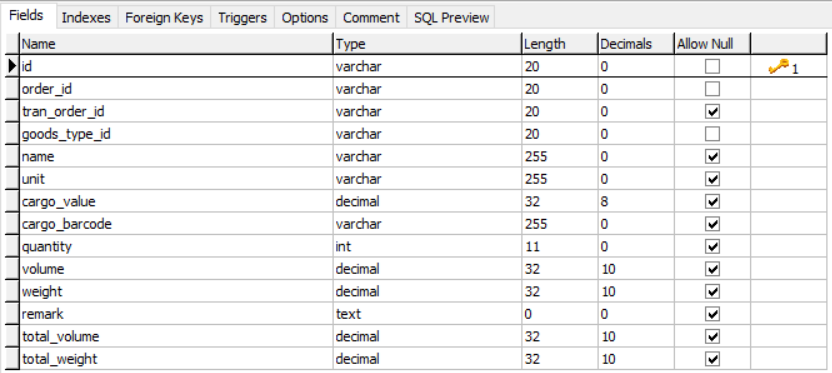 Fields Indexes Foreign Keys Triggers Options Comment SQL Preview
Name Type Length Decimals Allow Null
id varchar 20 0 1
order_id varchar 20 0
tran_order_id varchar 20 0
goods_type_id varchar 20 0
name varchar 255 0
unit varchar 255 0
cargo_value decimal 32 8
cargo_barcode varchar 255 0
quantity int 11 0
volume decimal 32 10
weight decimal 32 10
remark text 0 0
total_volume decimal 32 10
total_weight decimal 32 10